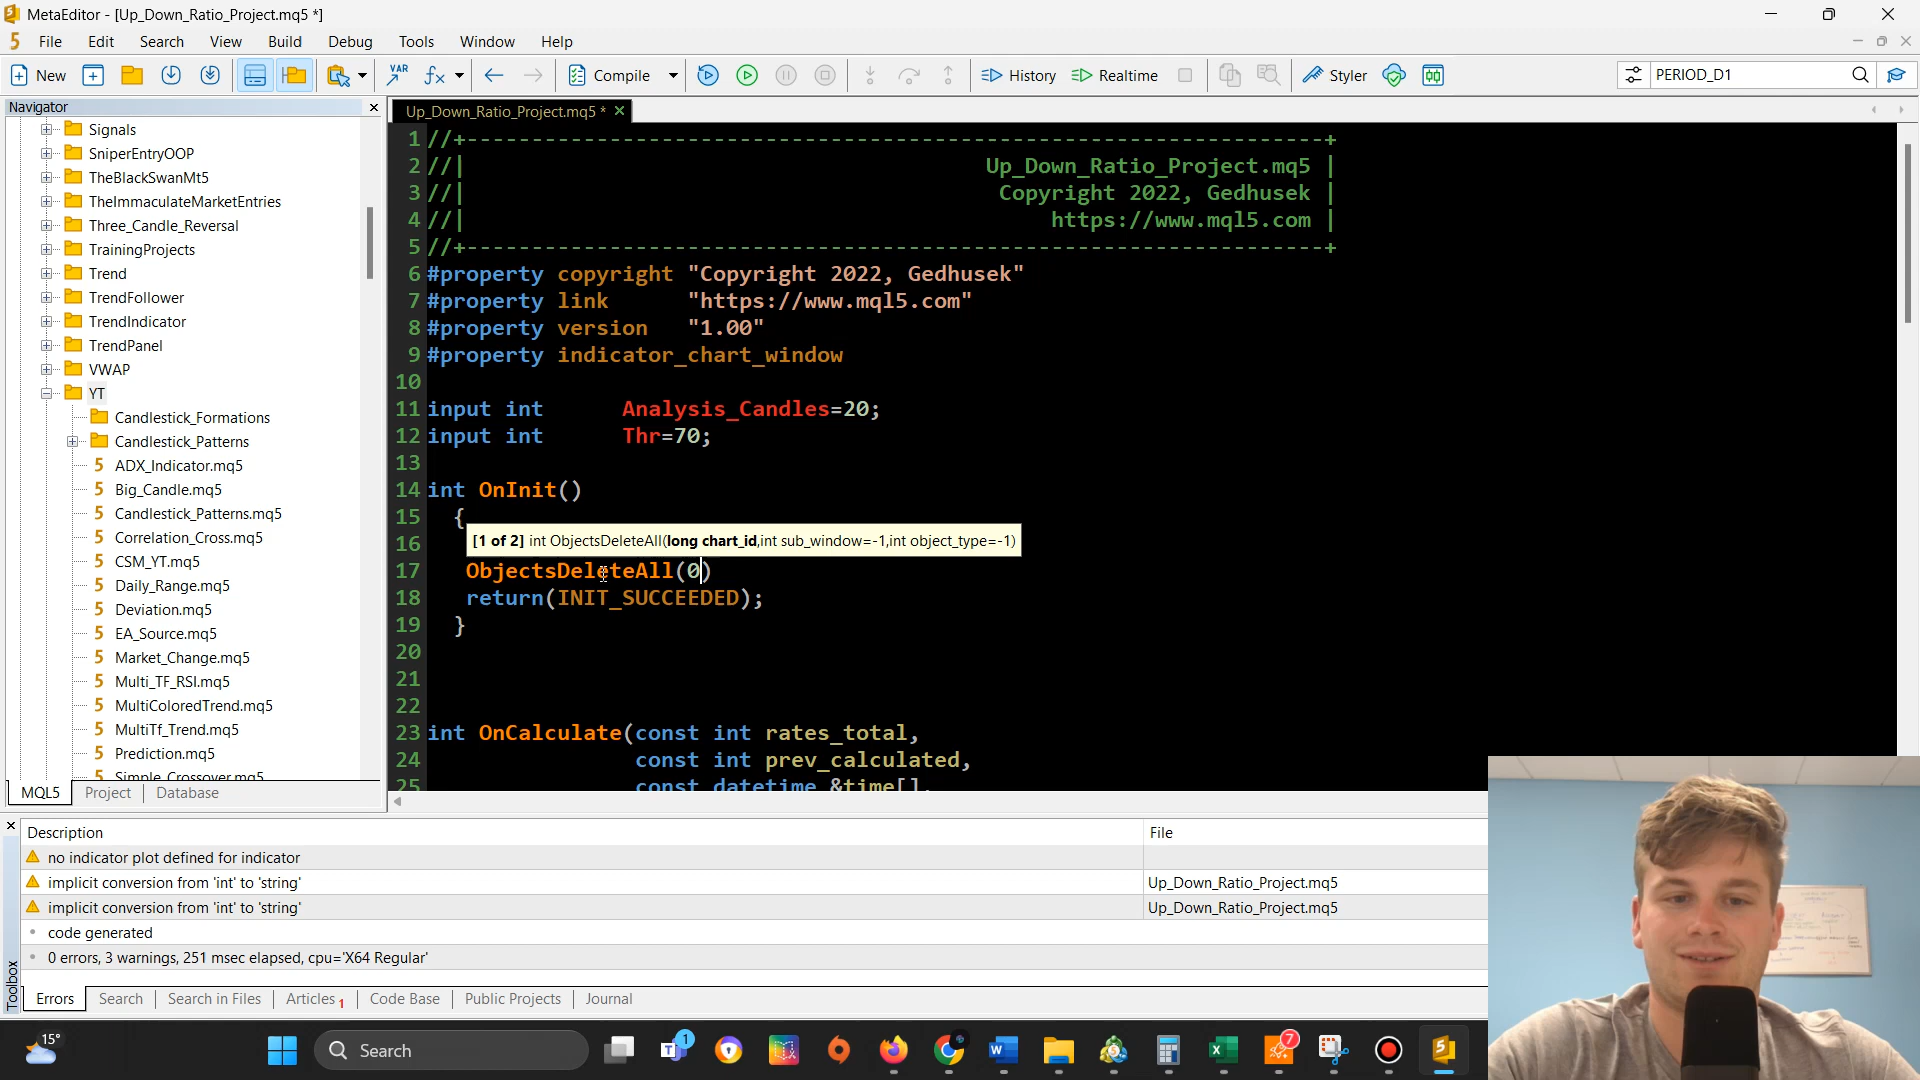 MetaEditor - [Up_Down_Ratio_Project.mq5 *]
File Edit Search View Build Debug Tools Window Help
New VAR fx Compile History Realtime Styler PERIOD_D1
Navigator
Signals
SniperEntryOOP
TheBlackSwanMt5
TheImmaculateMarketEntries
Three_Candle_Reversal
TrainingProjects
Trend
TrendFollower
TrendIndicator
TrendPanel
VWAP
YT
Candlestick_Formations
Candlestick_Patterns
ADX_Indicator.mq5
Big_Candle.mq5
Candlestick_Patterns.mq5
Correlation_Cross.mq5
CSM_YT.mq5
Daily_Range.mq5
Deviation.mq5
EA_Source.mq5
Market_Change.mq5
Multi_TF_RSI.mq5
MultiColoredTrend.mq5
MultiTf_Trend.mq5
Prediction.mq5
Simple_Crossover.mq5
MQL5 Project Database
Up_Down_Ratio_Project.mq5 *
1 //+------------------------------------------------------------------+
2 //| Up_Down_Ratio_Project.mq5 |
3 //| Copyright 2022, Gedhusek |
4 //| https://www.mql5.com |
5 //+------------------------------------------------------------------+
6 #property copyright "Copyright 2022, Gedhusek"
7 #property link "https://www.mql5.com"
8 #property version "1.00"
9 #property indicator_chart_window
10
11 input int Analysis_Candles=20;
12 input int Thr=70;
13
14 int OnInit()
15 {
16 [1 of 2] int ObjectsDeleteAll(long chart_id,int sub_window=-1,int object_type=-1)
17 ObjectsDeleteAll(0)
18 return(INIT_SUCCEEDED);
19 }
20
21
22
23 int OnCalculate(const int rates_total,
24 const int prev_calculated,
25 const datetime &time[],
Description File
no indicator plot defined for indicator
implicit conversion from 'int' to 'string' Up_Down_Ratio_Project.mq5
implicit conversion from 'int' to 'string' Up_Down_Ratio_Project.mq5
code generated
0 errors, 3 warnings, 251 msec elapsed, cpu='X64 Regular'
Toolbox
Errors Search Search in Files Articles 1 Code Base Public Projects Journal
15°
Search
1
7